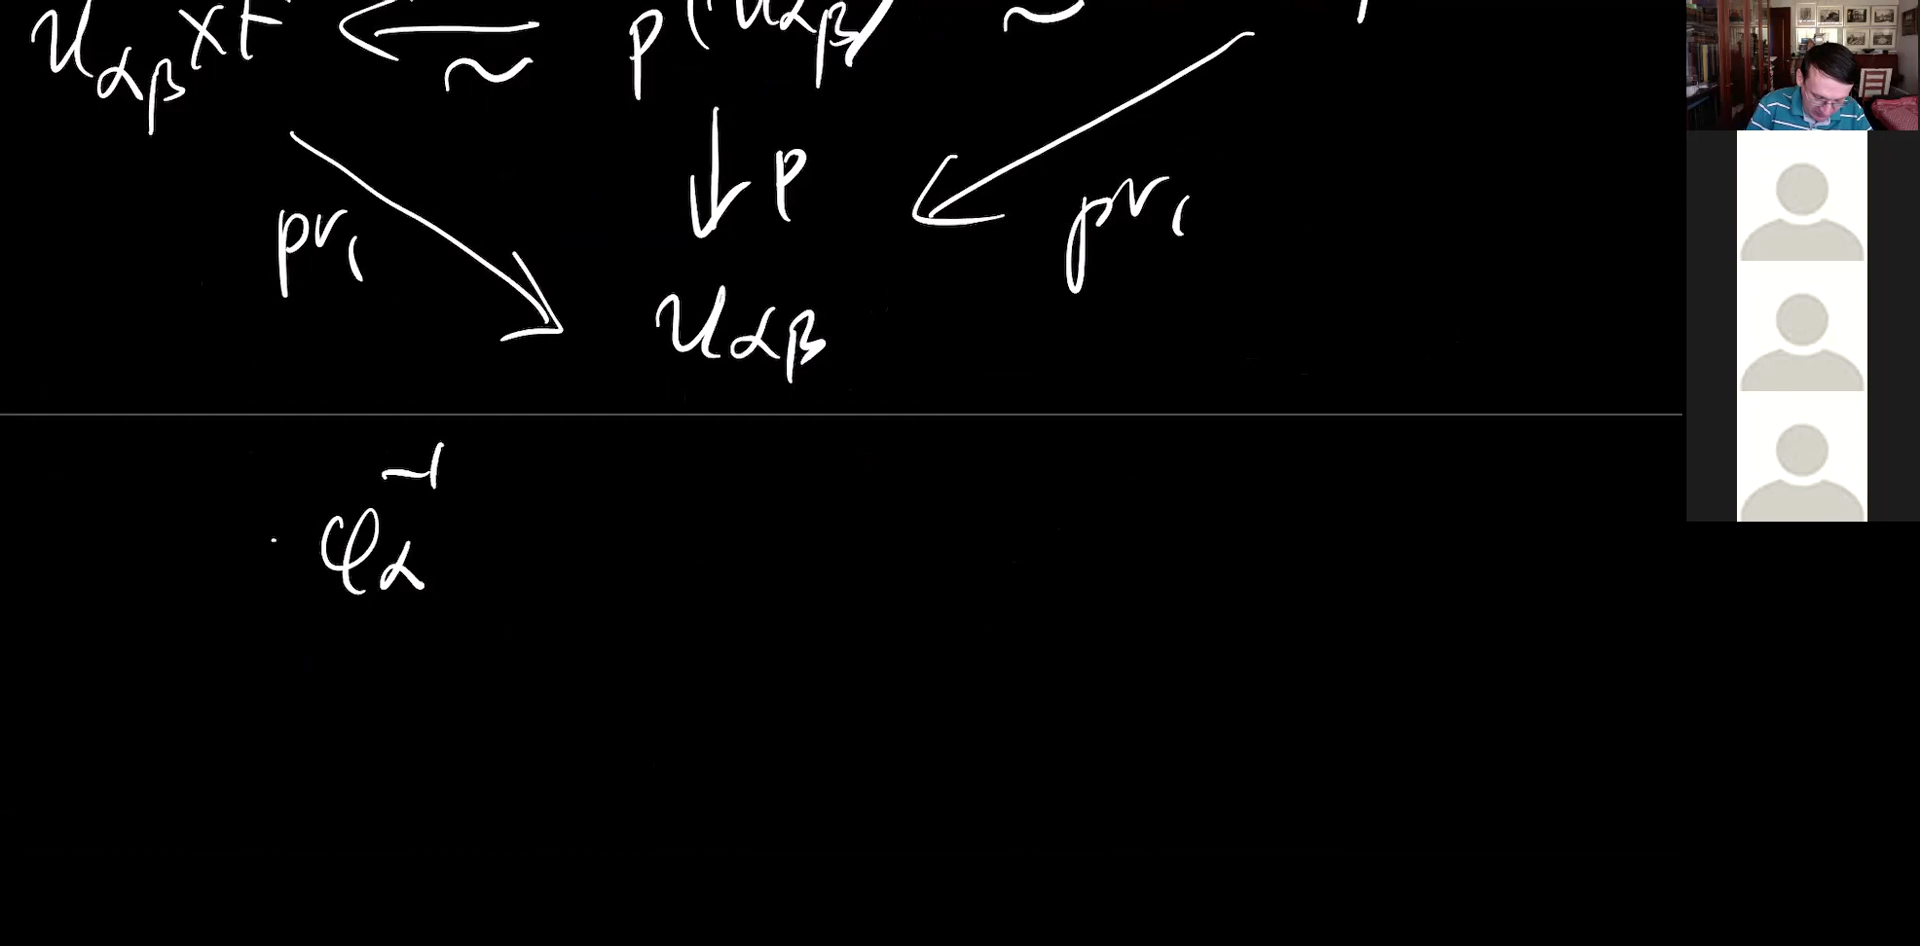 U_{αβ} × F ←~ p^{-1}(U_{αβ}) ~
pr_1 ↓ p pr_1
U_{αβ}
φ_α^{-1}